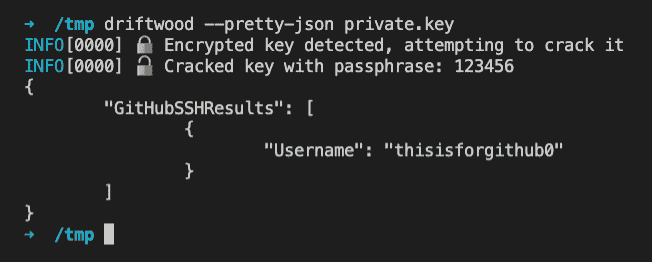 → /tmp driftwood --pretty-json private.key
INFO[0000] 🔒 Encrypted key detected, attempting to crack it
INFO[0000] 🔓 Cracked key with passphrase: 123456
{
        "GitHubSSHResults": [
                {
                        "Username": "thisisforgithub0"
                }
        ]
}
→ /tmp